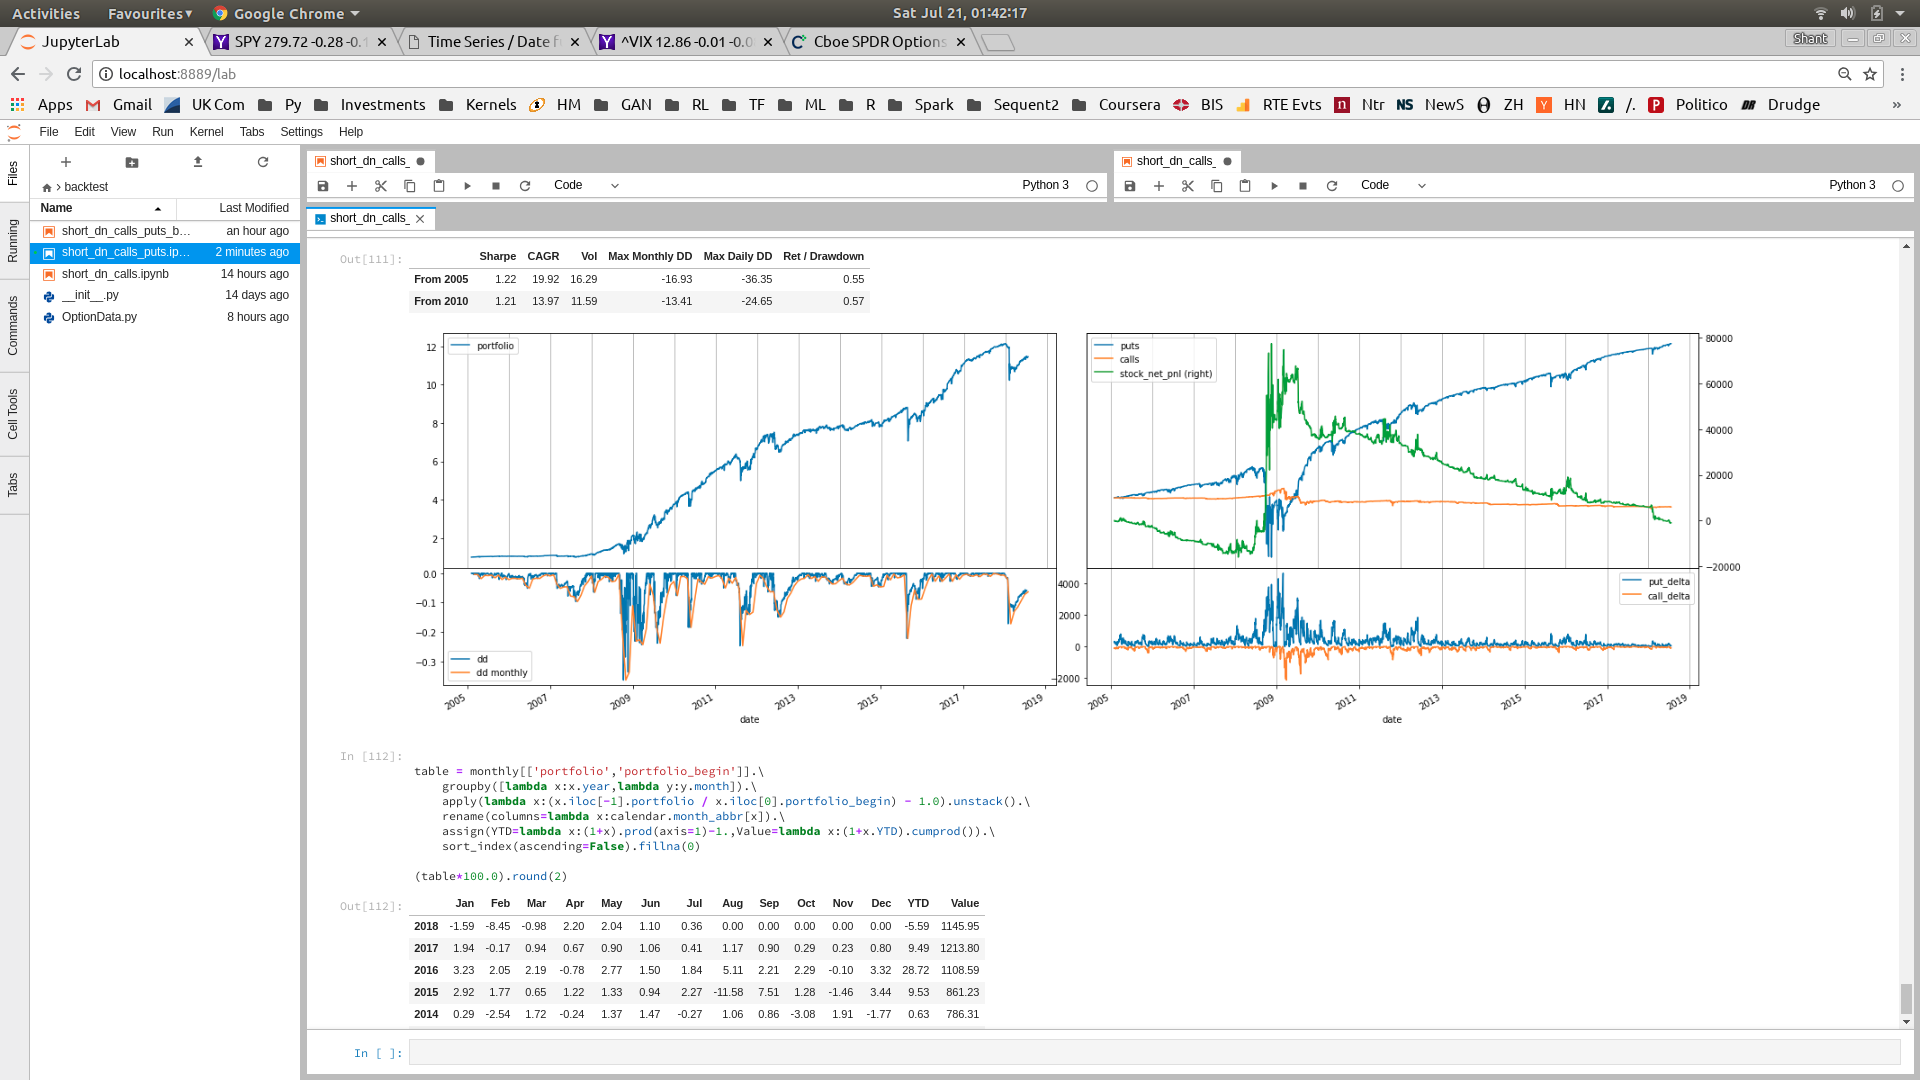 Activities Favourites▾ Google Chrome ▾ Sat Jul 21, 01:42:17
JupyterLab × SPY 279.72 -0.28 -0.1 × Time Series / Date f × ^VIX 12.86 -0.01 -0.0 × Cboe SPDR Options × Shant
localhost:8889/lab
Apps Gmail UK Com Py Investments Kernels HM GAN RL TF ML R Spark Sequent2 Coursera BIS RTE Evts Ntr NS NewS ZH HN /. Politico Drudge »
File Edit View Run Kernel Tabs Settings Help
Files
Running
Commands
Cell Tools
Tabs
backtest
Name Last Modified
short_dn_calls_puts_b... an hour ago
short_dn_calls_puts.ip... 2 minutes ago
short_dn_calls.ipynb 14 hours ago
__init__.py 14 days ago
OptionData.py 8 hours ago
short_dn_calls_ ●
Code Python 3
short_dn_calls_ ●
Code Python 3
short_dn_calls_ ×
Out[111]:
Sharpe CAGR Vol Max Monthly DD Max Daily DD Ret / Drawdown
From 2005 1.22 19.92 16.29 -16.93 -36.35 0.55
From 2010 1.21 13.97 11.59 -13.41 -24.65 0.57
portfolio
12
10
8
6
4
2
0.0
−0.1
−0.2
−0.3
dd
dd monthly
2005 2007 2009 2011 2013 2015 2017 2019
date
puts
calls
stock_net_pnl (right)
80000
60000
40000
20000
0
−20000
put_delta
call_delta
4000
2000
0
−2000
2005 2007 2009 2011 2013 2015 2017 2019
date
In [112]:
table = monthly[['portfolio','portfolio_begin']].\
groupby([lambda x:x.year,lambda y:y.month]).\
apply(lambda x:(x.iloc[-1].portfolio / x.iloc[0].portfolio_begin) - 1.0).unstack().\
rename(columns=lambda x:calendar.month_abbr[x]).\
assign(YTD=lambda x:(1+x).prod(axis=1)-1.,Value=lambda x:(1+x.YTD).cumprod()).\
sort_index(ascending=False).fillna(0)
(table*100.0).round(2)
Out[112]:
Jan Feb Mar Apr May Jun Jul Aug Sep Oct Nov Dec YTD Value
2018 -1.59 -8.45 -0.98 2.20 2.04 1.10 0.36 0.00 0.00 0.00 0.00 0.00 -5.59 1145.95
2017 1.94 -0.17 0.94 0.67 0.90 1.06 0.41 1.17 0.90 0.29 0.23 0.80 9.49 1213.80
2016 3.23 2.05 2.19 -0.78 2.77 1.50 1.84 5.11 2.21 2.29 -0.10 3.32 28.72 1108.59
2015 2.92 1.77 0.65 1.22 1.33 0.94 2.27 -11.58 7.51 1.28 -1.46 3.44 9.53 861.23
2014 0.29 -2.54 1.72 -0.24 1.37 1.47 -0.27 1.06 0.86 -3.08 1.91 -1.77 0.63 786.31
In [ ]: